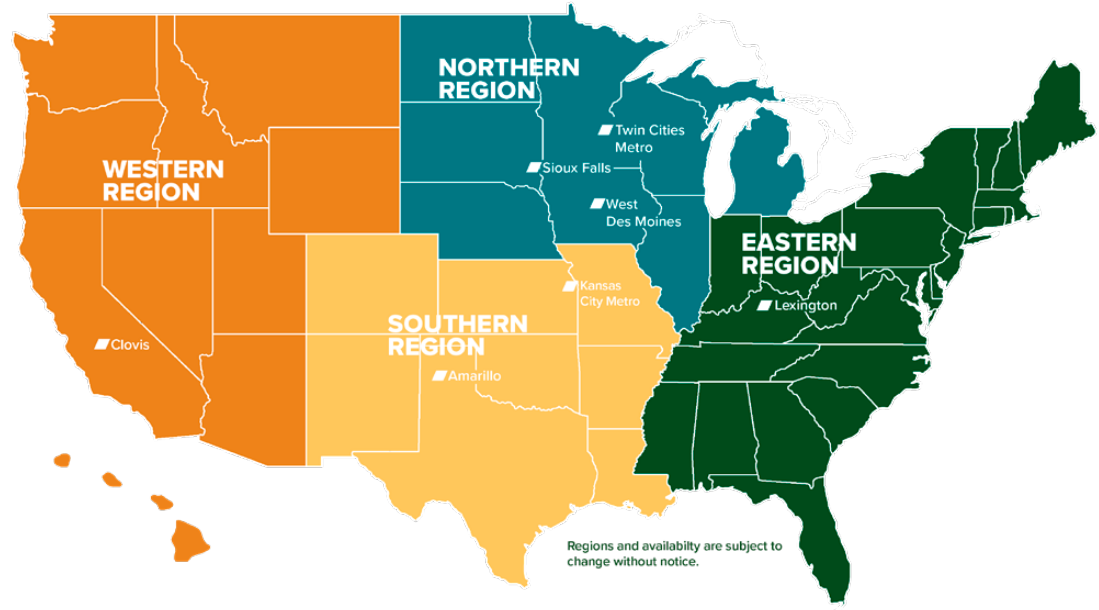 NORTHERN
REGION
Twin Cities
Metro
Sioux Falls
West
Des Moines
WESTERN
REGION
Clovis
EASTERN
REGION
Lexington
Kansas
City Metro
SOUTHERN
REGION
Amarillo
Regions and availabilty are subject to
change without notice.